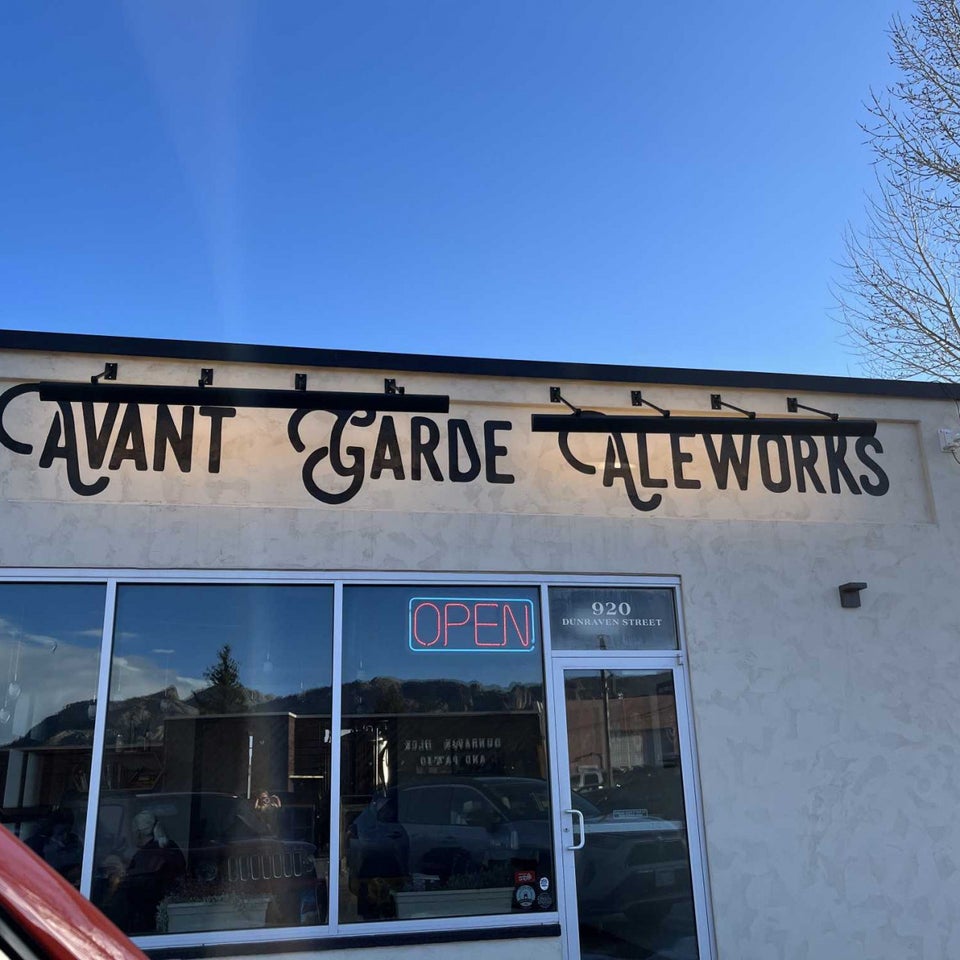 AVANT GARDE ALEWORKS
OPEN
920
DUNRAVEN STREET